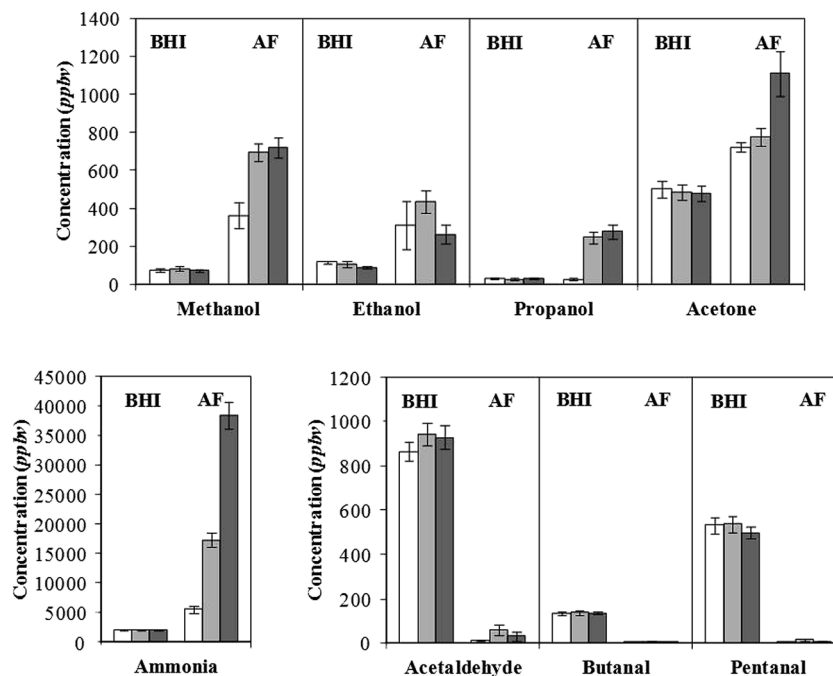 Concentration (ppbv)
1400
1200
1000
800
600
400
200
0
BHI AF
BHI AF
BHI AF
BHI AF
Methanol Ethanol Propanol Acetone
Concentration (ppbv)
45000
40000
35000
30000
25000
20000
15000
10000
5000
0
BHI AF
Ammonia
Concentration (ppbv)
1200
1000
800
600
400
200
0
BHI AF
BHI AF
BHI AF
Acetaldehyde Butanal Pentanal